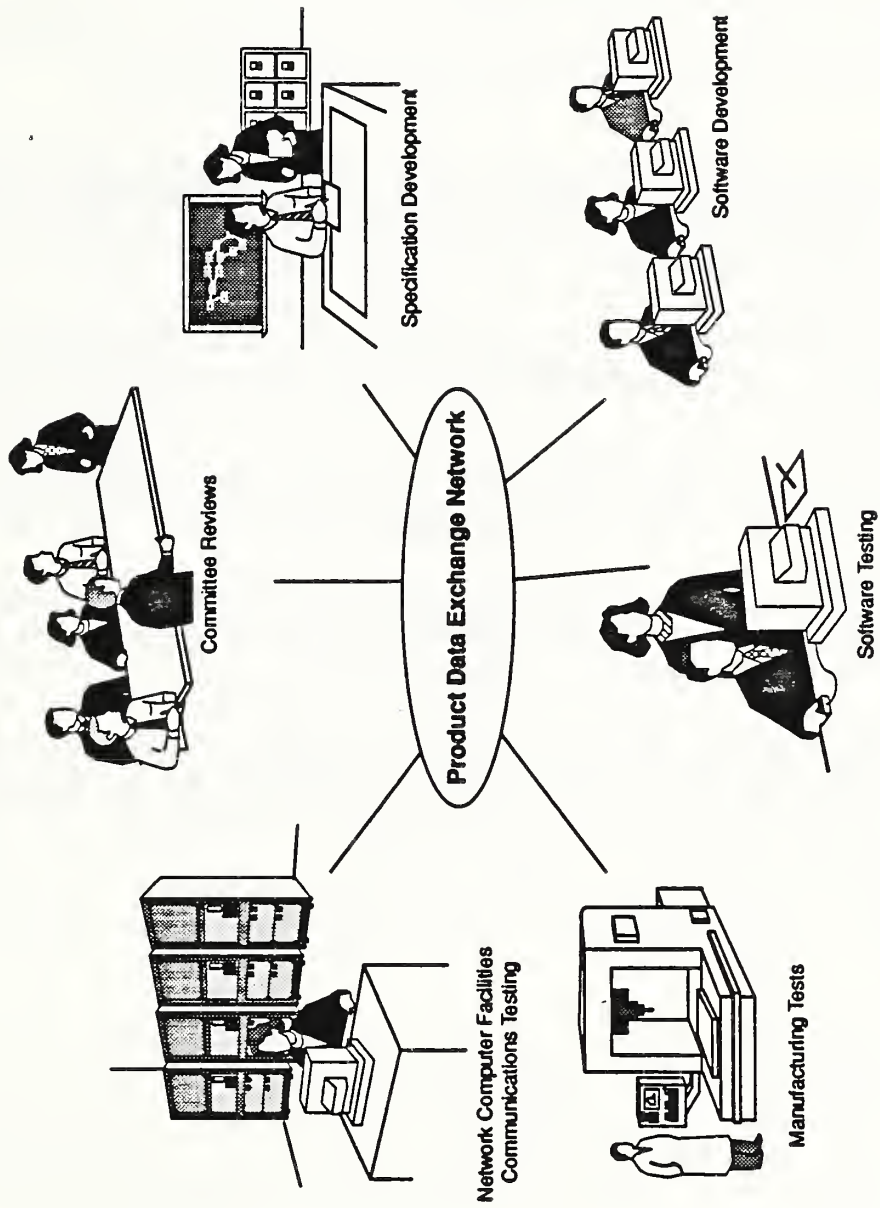 Network Computer Facilities
Communications Testing
Committee Reviews
Specification Development
Product Data Exchange Network
Manufacturing Tests
Software Testing
Software Development